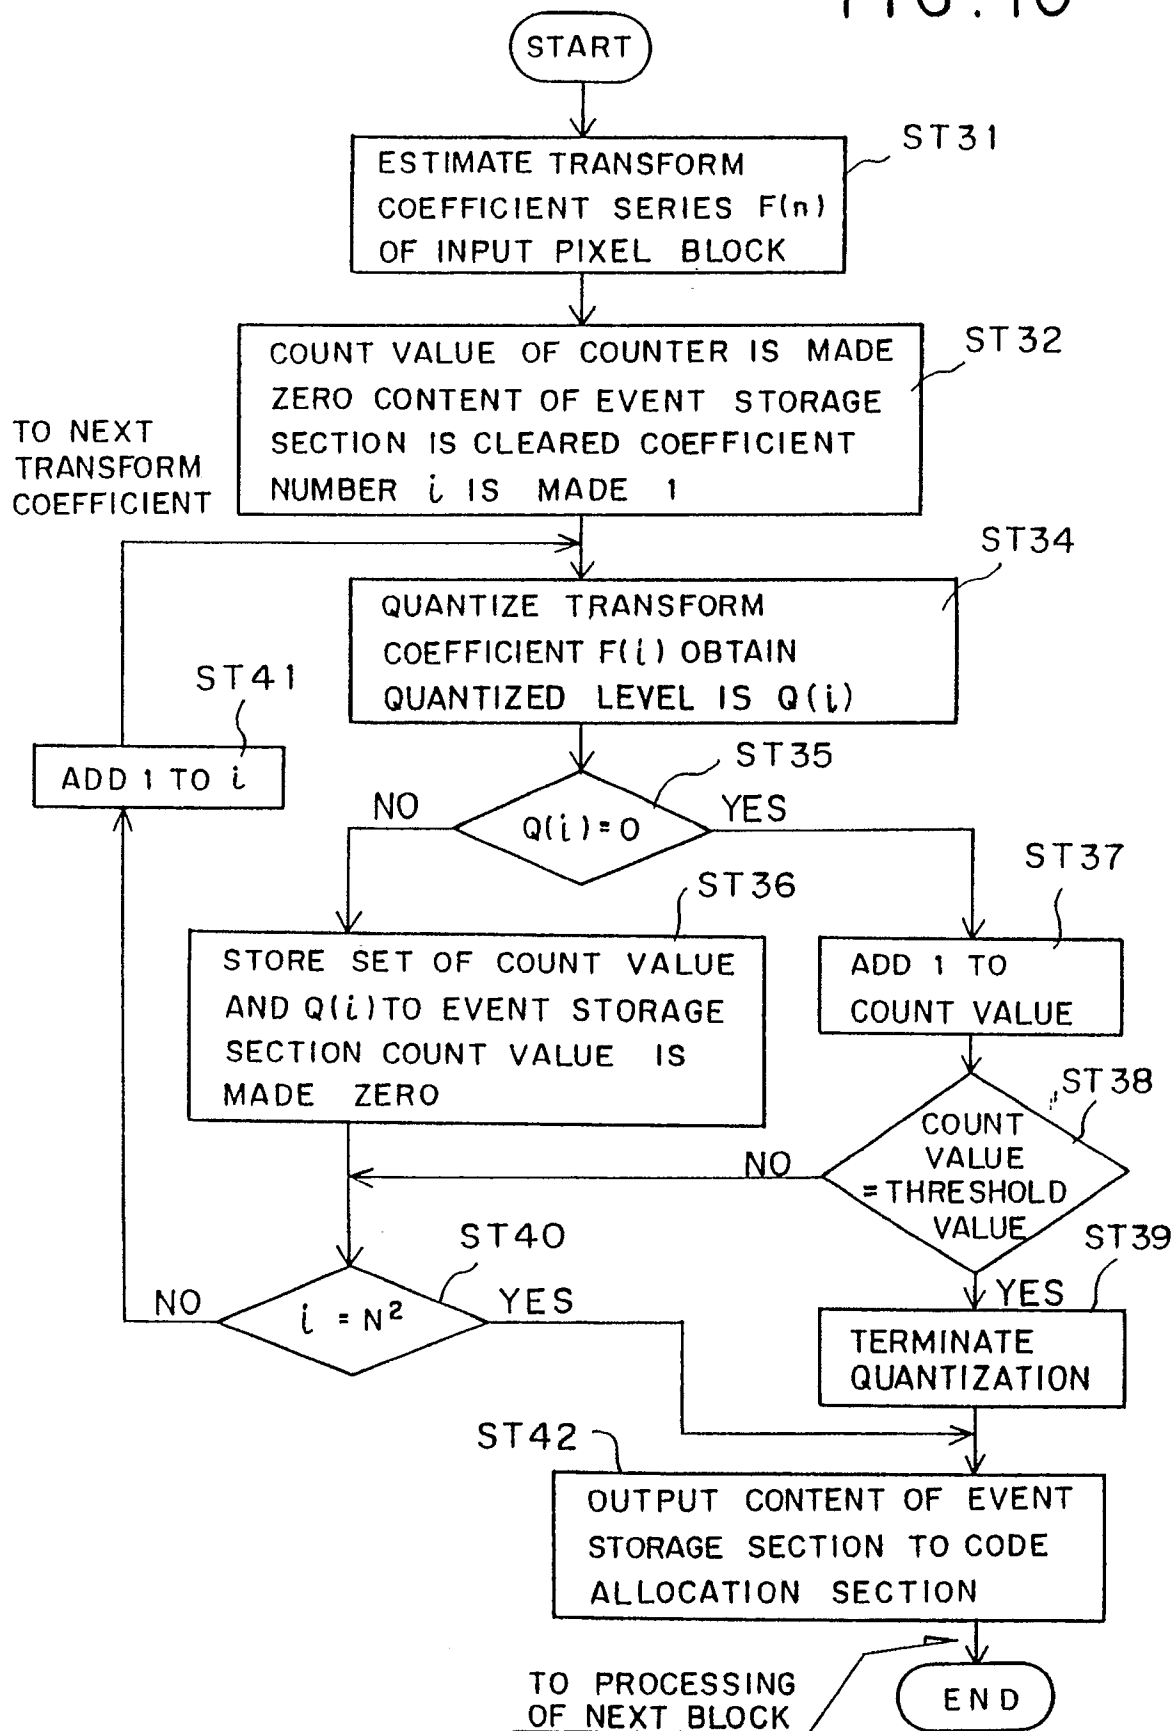 FIG. 10
START
ST31
ESTIMATE TRANSFORM
COEFFICIENT SERIES F(n)
OF INPUT PIXEL BLOCK
ST32
COUNT VALUE OF COUNTER IS MADE
ZERO CONTENT OF EVENT STORAGE
SECTION IS CLEARED COEFFICIENT
NUMBER i IS MADE 1
TO NEXT
TRANSFORM
COEFFICIENT
ST34
QUANTIZE TRANSFORM
COEFFICIENT F(i) OBTAIN
QUANTIZED LEVEL IS Q(i)
ST41
ADD 1 TO i
ST35
NO
Q(i)=0
YES
ST36
STORE SET OF COUNT VALUE
AND Q(i) TO EVENT STORAGE
SECTION COUNT VALUE IS
MADE ZERO
ST37
ADD 1 TO
COUNT VALUE
ST38
COUNT
VALUE
=THRESHOLD
VALUE
NO
YES
ST40
NO
i = N²
YES
ST39
TERMINATE
QUANTIZATION
ST42
OUTPUT CONTENT OF EVENT
STORAGE SECTION TO CODE
ALLOCATION SECTION
TO PROCESSING
OF NEXT BLOCK
END